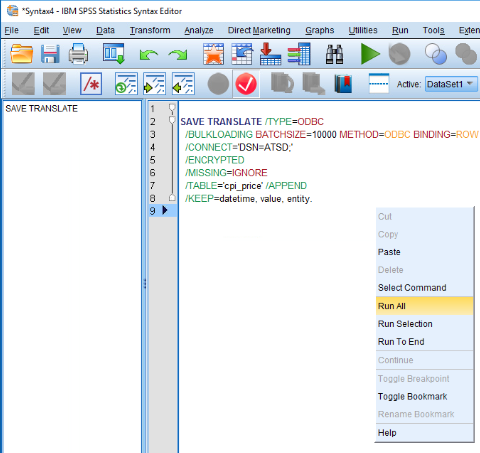 *Syntax4 - IBM SPSS Statistics Syntax Editor
File Edit View Data Transform Analyze Direct Marketing Graphs Utilities Run Tools Exten
Active: DataSet1
SAVE TRANSLATE
1
2 SAVE TRANSLATE /TYPE=ODBC
3 /BULKLOADING BATCHSIZE=10000 METHOD=ODBC BINDING=ROW
4 /CONNECT='DSN=ATSD;'
5 /ENCRYPTED
6 /MISSING=IGNORE
7 /TABLE='cpi_price' /APPEND
8 /KEEP=datetime, value, entity.
9
Cut
Copy
Paste
Delete
Select Command
Run All
Run Selection
Run To End
Continue
Toggle Breakpoint
Toggle Bookmark
Rename Bookmark
Help